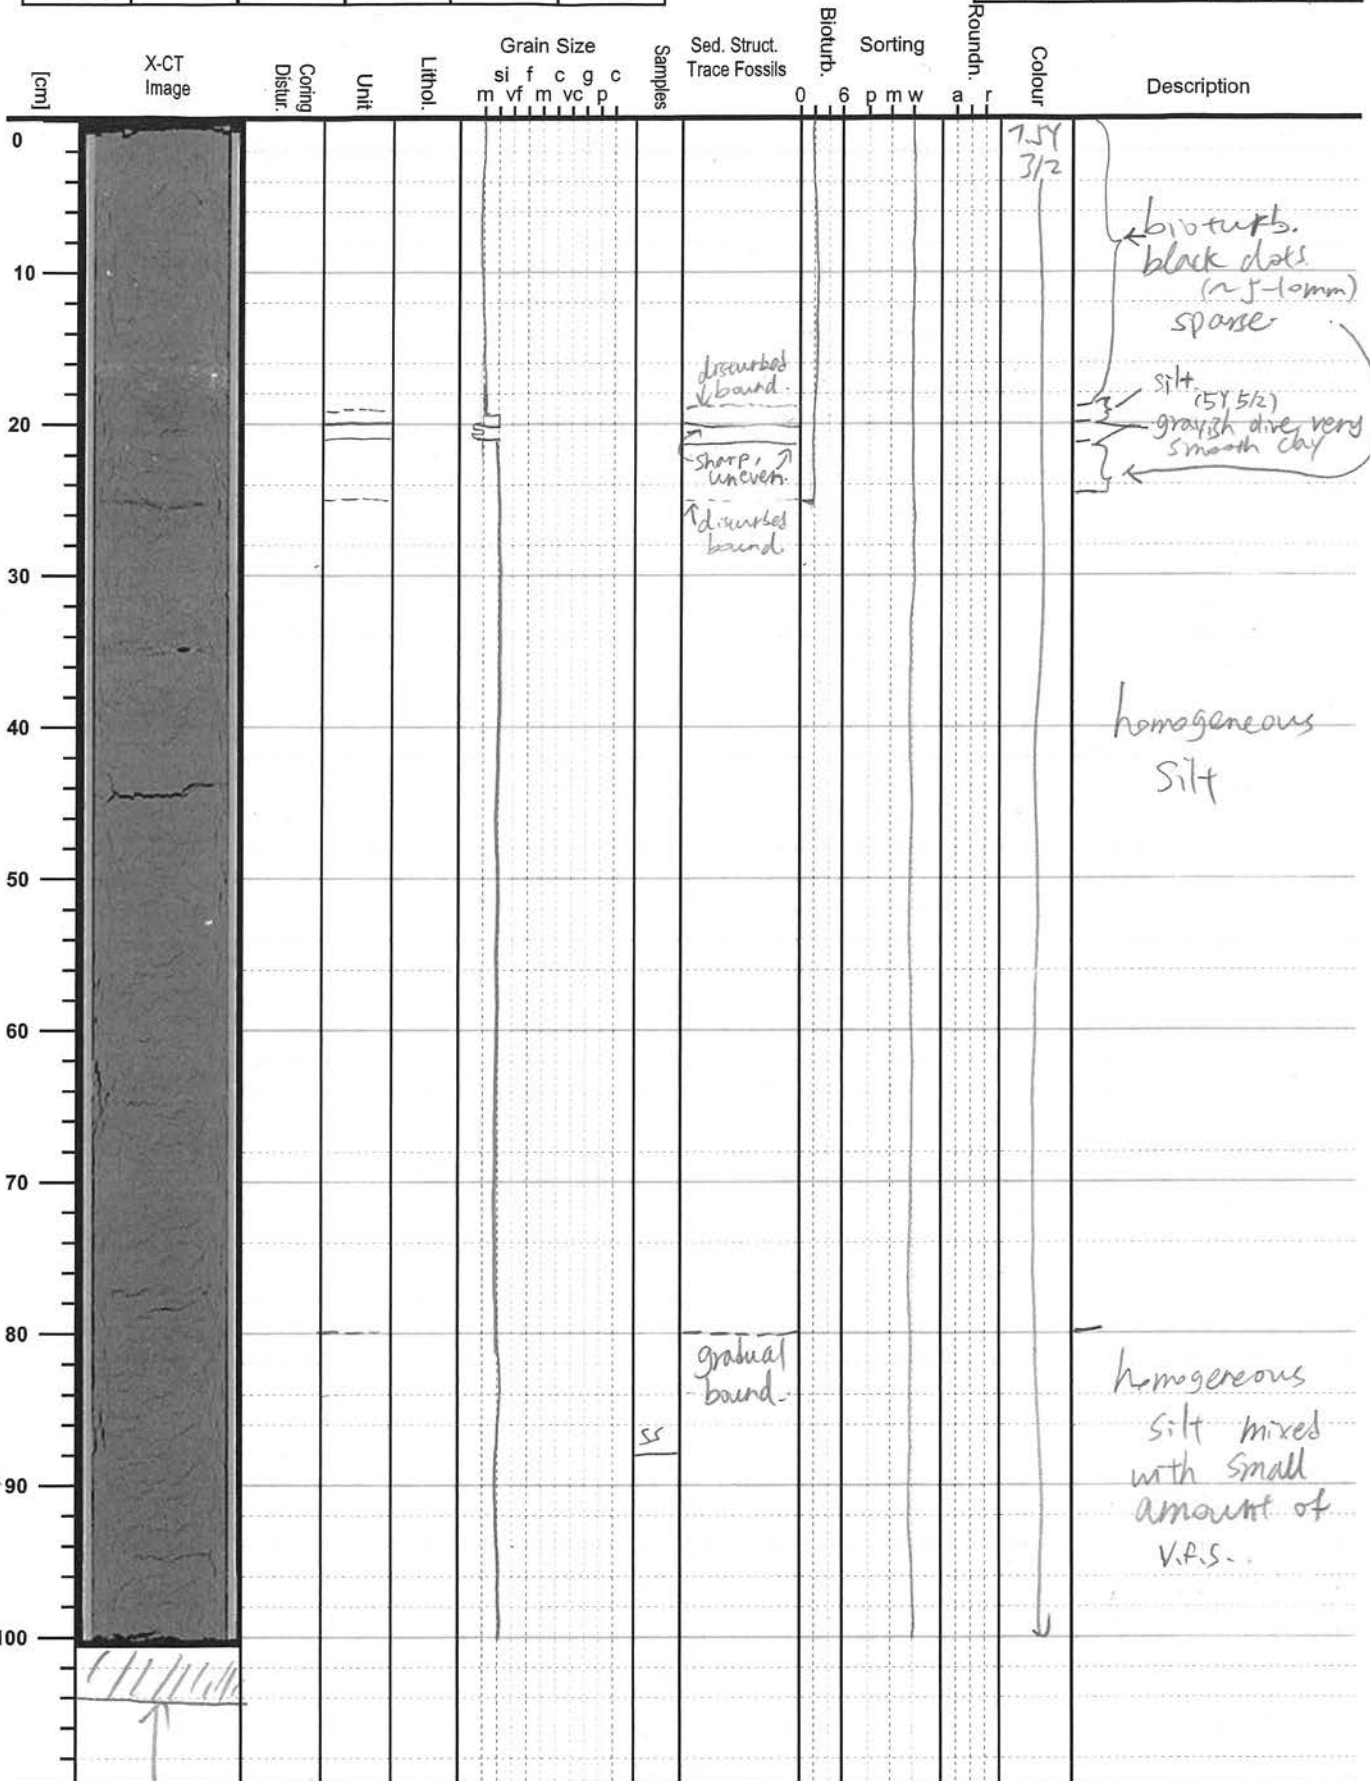 [cm]
X-CT
Image
Coring
Distur.
Unit
Lithol.
Grain Size
si f c g c
m vf m vc p
Samples
Sed. Struct.
Trace Fossils
Bioturb.
0 6
Sorting
p m w
Roundn.
a r
Colour
Description
0
7.5Y
3/2
bioturb.
black dots
(~5-10mm)
sparse
10
disturbed
bound.
silt
(5Y 5/2)
20
grayish olive, very
smooth clay
sharp,
uneven.
disturbed
bound.
30
40
homogeneous
Silt
50
60
70
80
gradual
bound.
homogeneous
silt mixed
with small
amount of
v.f.s.
SS
90
100